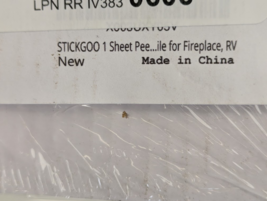 LPN RR IV383
STICKGOO 1 Sheet Pee...ile for Fireplace, RV
New Made in China